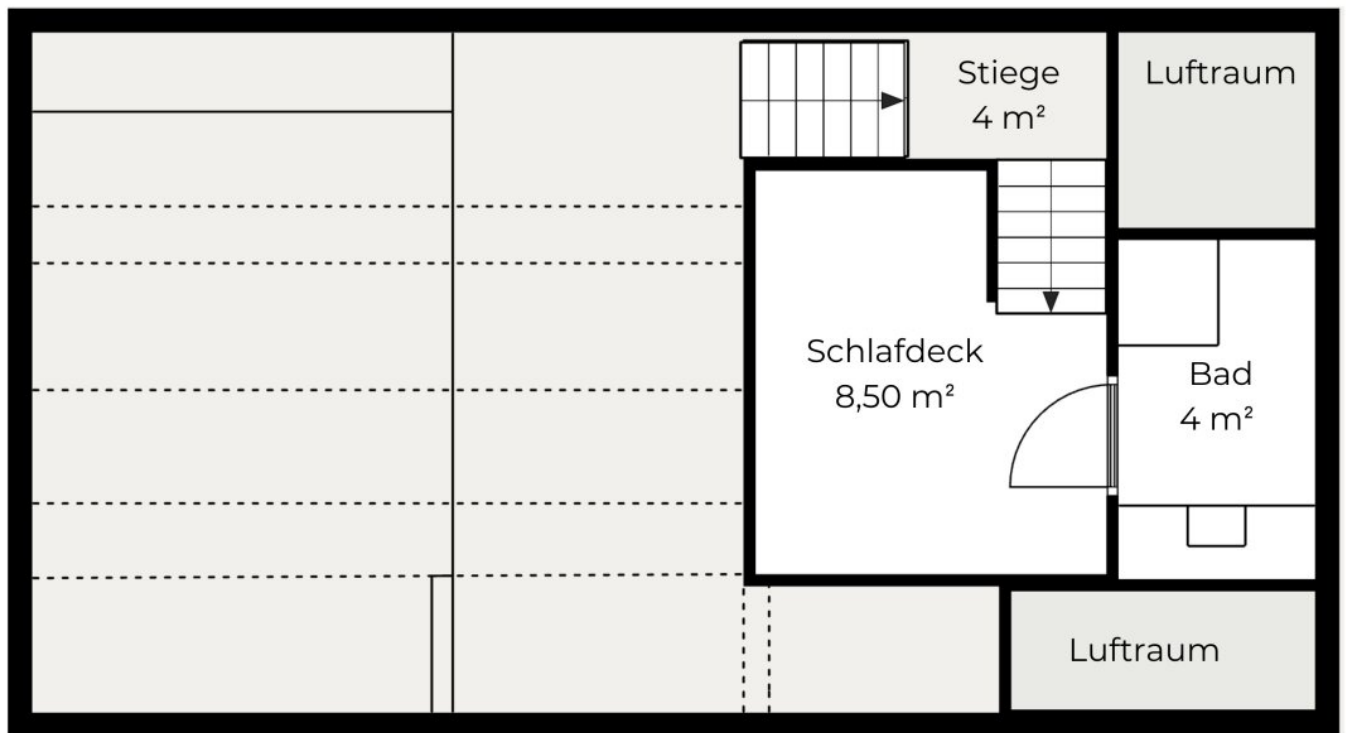 Stiege
4 m²
Luftraum
Schlafdeck
8,50 m²
Bad
4 m²
Luftraum